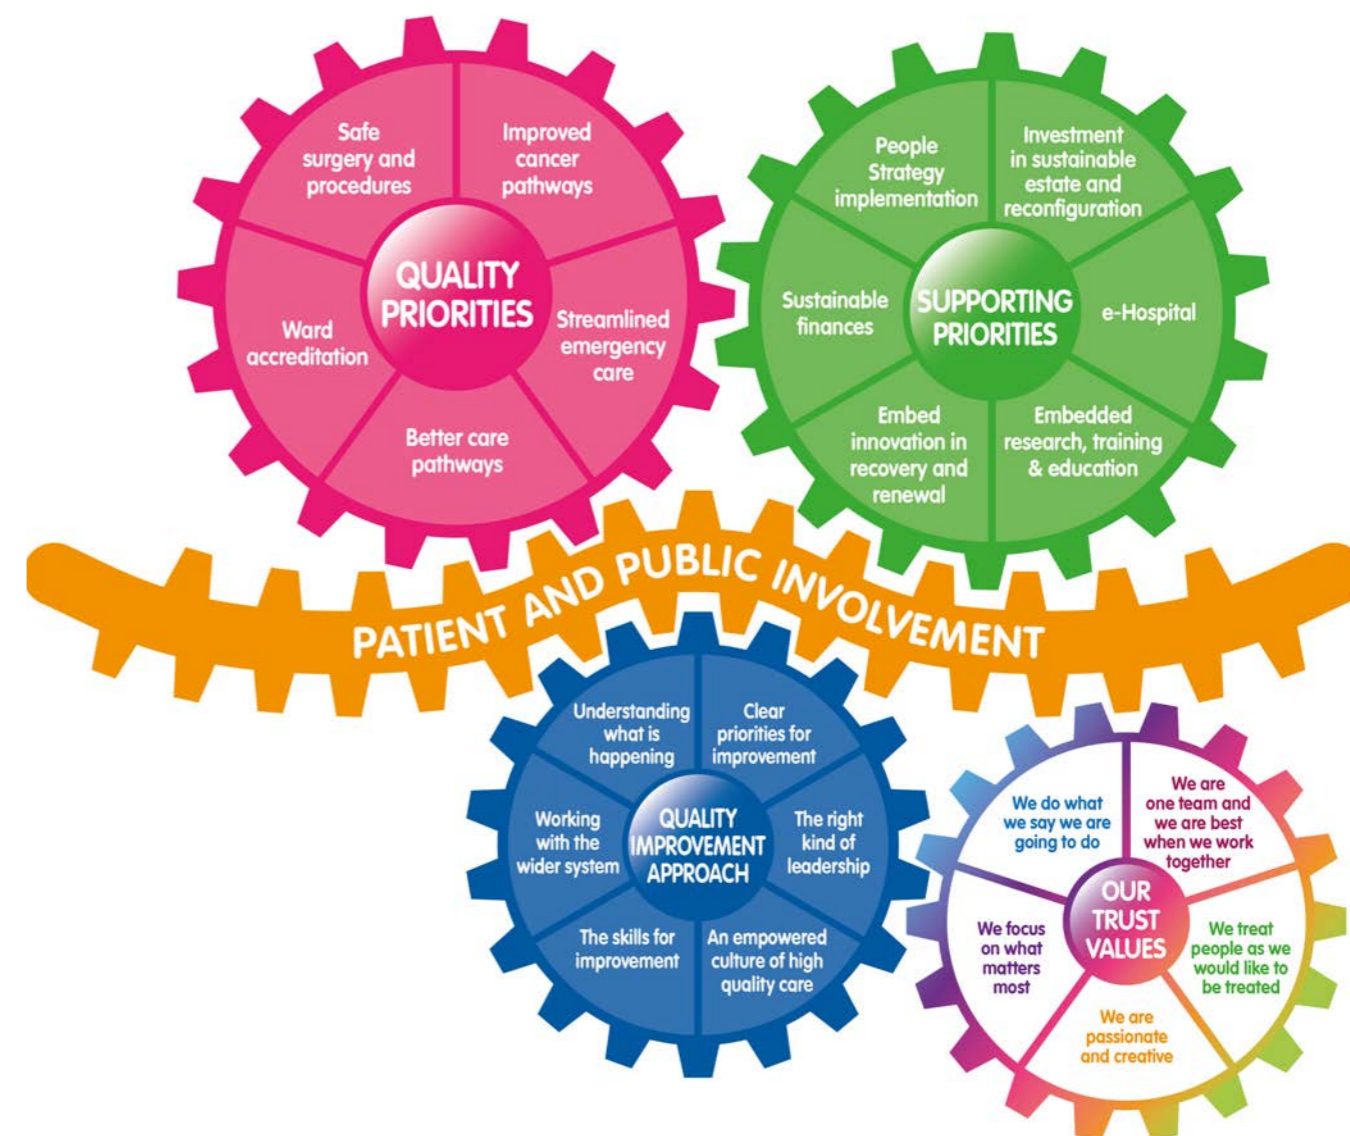 Safe
surgery and
procedures
Improved
cancer
pathways
Streamlined
emergency
care
Better care
pathways
Ward
accreditation
QUALITY
PRIORITIES
People
Strategy
implementation
Investment
in sustainable
estate and
reconfiguration
e-Hospital
Embedded
research, training
& education
Embed
innovation in
recovery and
renewal
Sustainable
finances
SUPPORTING
PRIORITIES
PATIENT AND PUBLIC INVOLVEMENT
Understanding
what is
happening
Clear
priorities for
improvement
The right
kind of
leadership
An empowered
culture of high
quality care
The skills for
improvement
Working
with the
wider system
QUALITY
IMPROVEMENT
APPROACH
We do what
we say we are
going to do
We are
one team and
we are best
when we work
together
We treat
people as we
would like to
be treated
We are
passionate
and creative
We focus
on what
matters
most
OUR
TRUST
VALUES